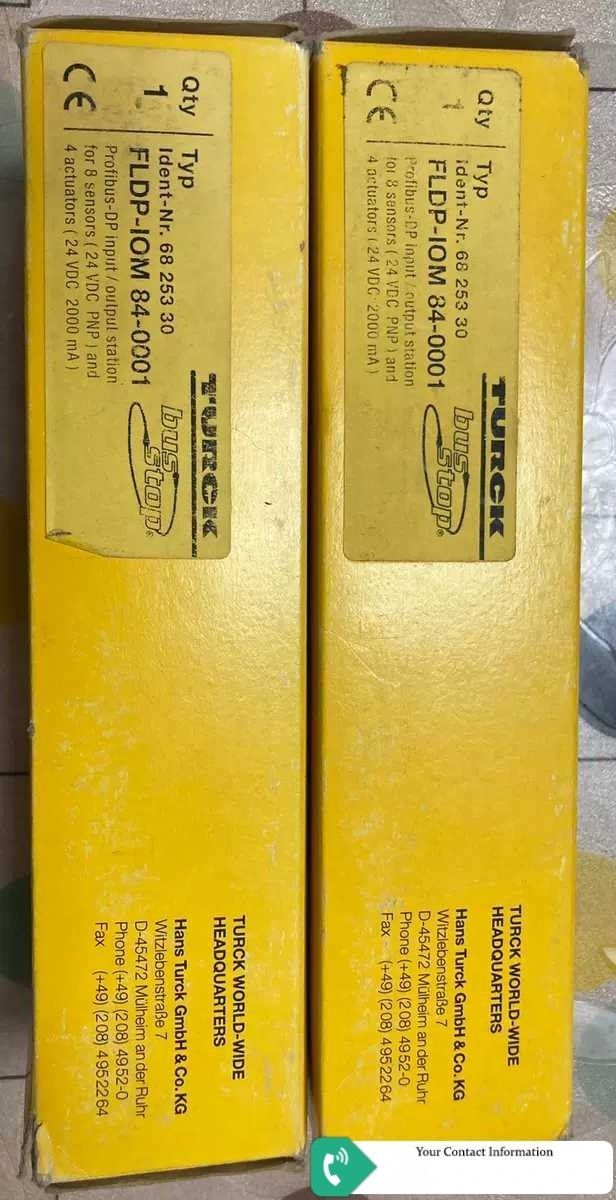 Qty
1
Typ
Ident-Nr. 68 253 30
FLDP-IOM 84-0001
Profibus-DP input / output station
for 8 sensors ( 24 VDC PNP ) and
4 actuators ( 24 VDC 2000 mA )
CE
TURCK
bus
stop®
TURCK WORLD-WIDE
HEADQUARTERS
Hans Turck GmbH & Co. KG
Witzlebenstraße 7
D-45472 Mülheim an der Ruhr
Phone (+49) (208) 4952-0
Fax (+49) (208) 4952264
Qty
1
Typ
Ident-Nr. 68 253 30
FLDP-IOM 84-0001
Profibus-DP input / output station
for 8 sensors ( 24 VDC PNP ) and
4 actuators ( 24 VDC 2000 mA )
CE
TURCK
bus
stop®
TURCK WORLD-WIDE
HEADQUARTERS
Hans Turck GmbH & Co. KG
Witzlebenstraße 7
D-45472 Mülheim an der Ruhr
Phone (+49) (208) 4952-0
Fax (+49) (208) 4952264
Your Contact Information